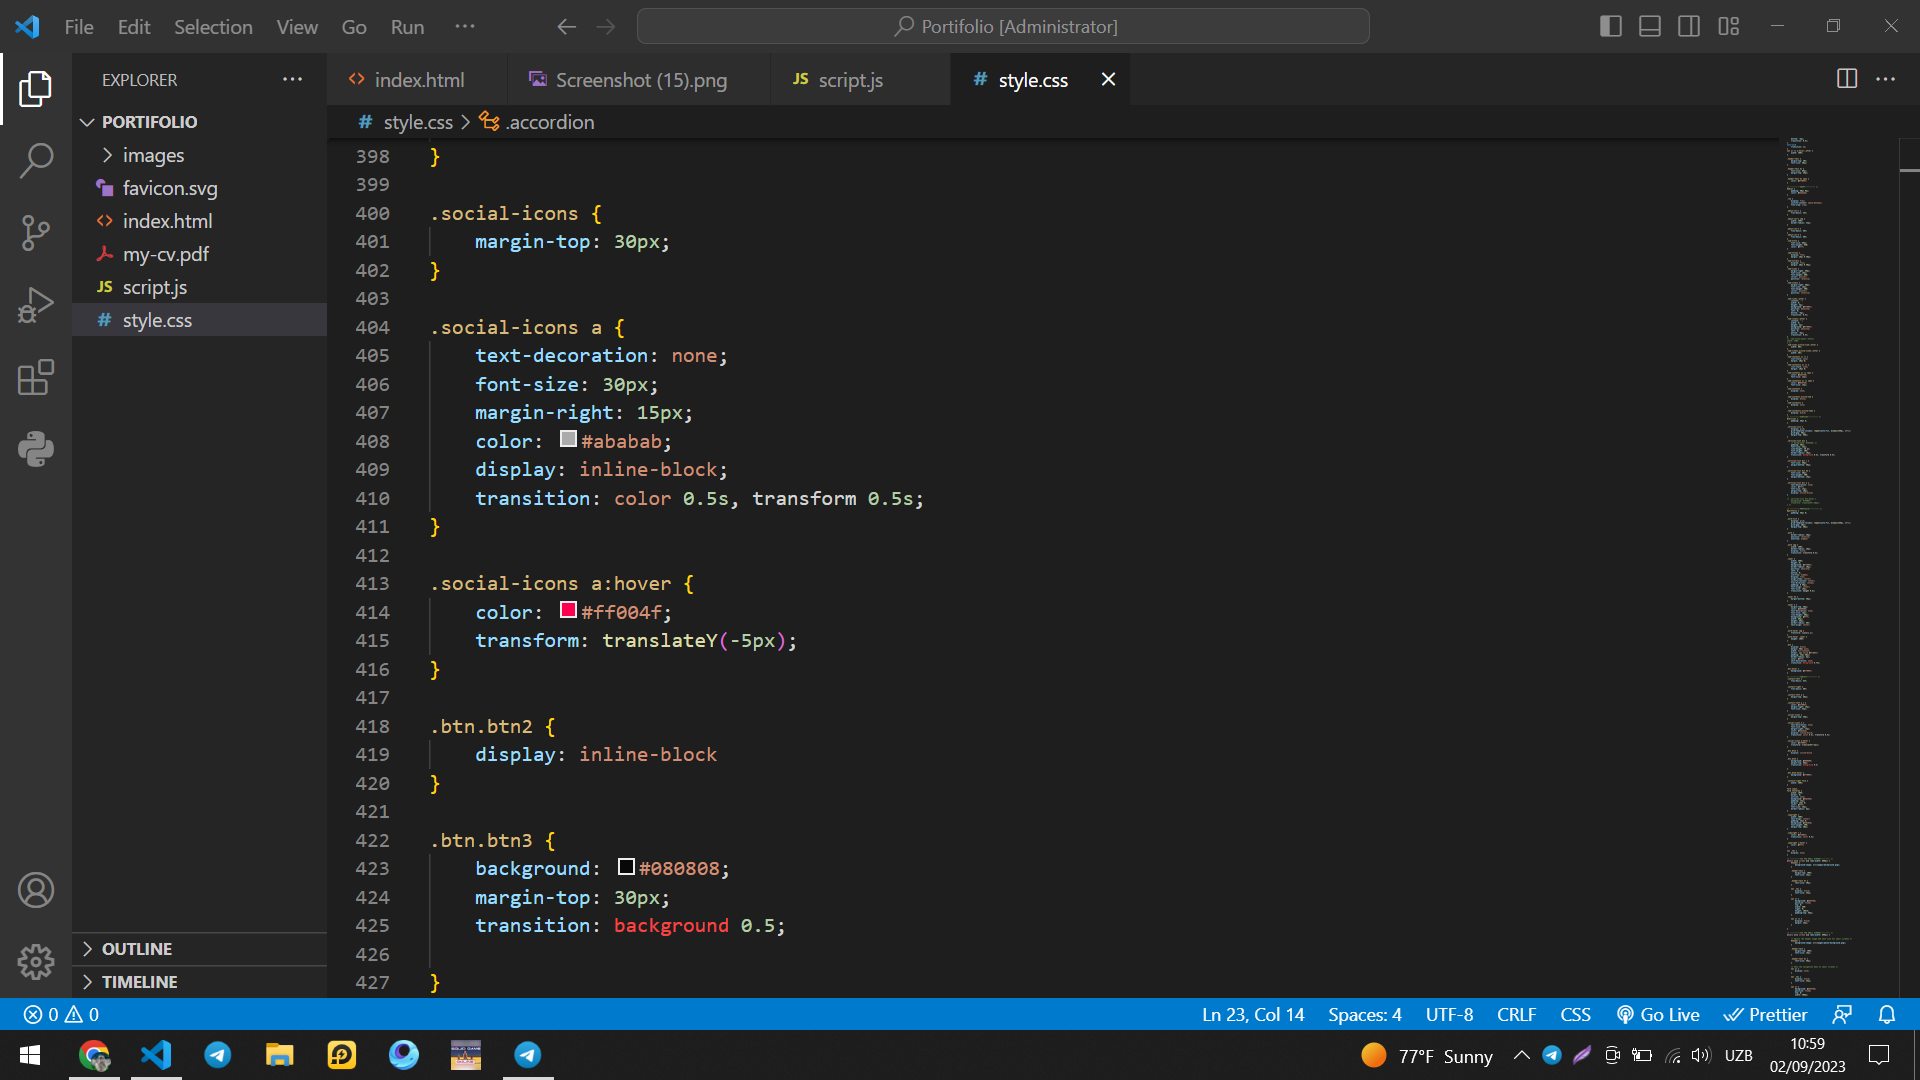 File Edit Selection View Go Run ··· Portifolio [Administrator]
EXPLORER ···
index.html Screenshot (15).png JS script.js # style.css
# style.css > .accordion
PORTIFOLIO
images
favicon.svg
index.html
my-cv.pdf
JS script.js
# style.css
OUTLINE
TIMELINE
398 }
399
400 .social-icons {
401 margin-top: 30px;
402 }
403
404 .social-icons a {
405 text-decoration: none;
406 font-size: 30px;
407 margin-right: 15px;
408 color: #ababab;
409 display: inline-block;
410 transition: color 0.5s, transform 0.5s;
411 }
412
413 .social-icons a:hover {
414 color: #ff004f;
415 transform: translateY(-5px);
416 }
417
418 .btn.btn2 {
419 display: inline-block
420 }
421
422 .btn.btn3 {
423 background: #080808;
424 margin-top: 30px;
425 transition: background 0.5;
426
427 }
0 0 Ln 23, Col 14 Spaces: 4 UTF-8 CRLF CSS Go Live Prettier
77°F Sunny UZB 10:59
02/09/2023